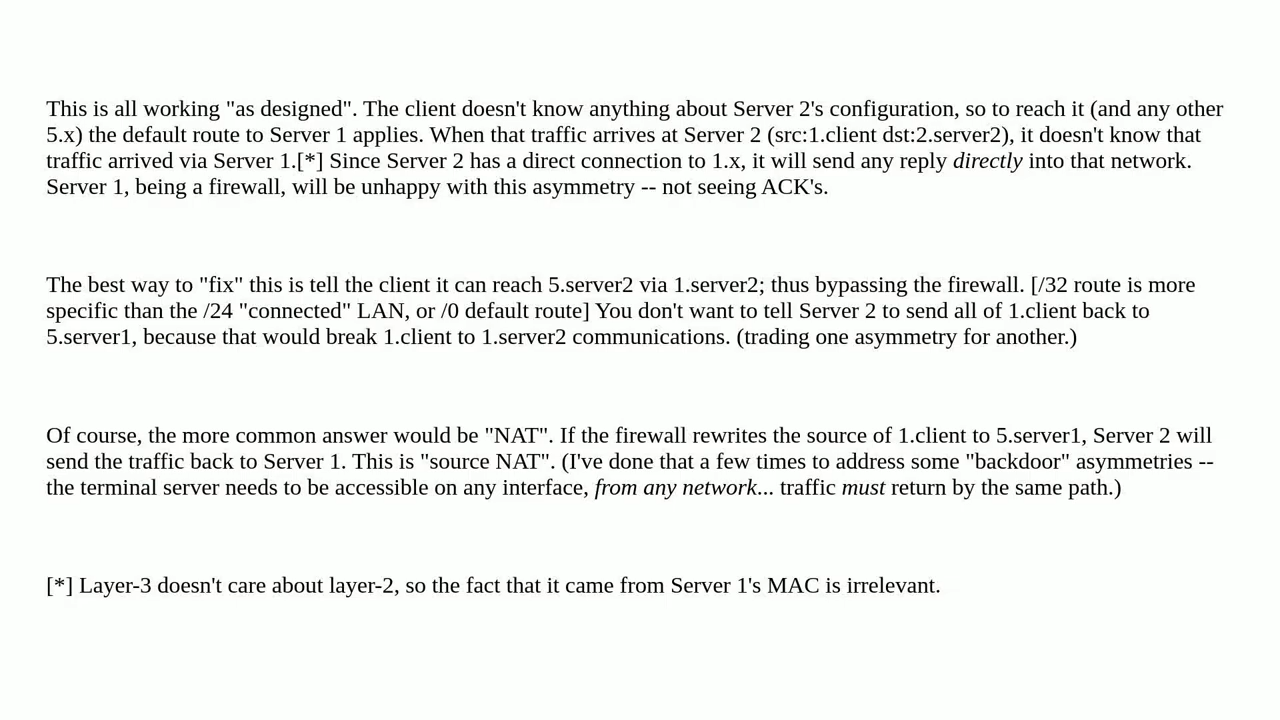 This is all working "as designed". The client doesn't know anything about Server 2's configuration, so to reach it (and any other
5.x) the default route to Server 1 applies. When that traffic arrives at Server 2 (src:1.client dst:2.server2), it doesn't know that
traffic arrived via Server 1.[*] Since Server 2 has a direct connection to 1.x, it will send any reply directly into that network.
Server 1, being a firewall, will be unhappy with this asymmetry -- not seeing ACK's.
The best way to "fix" this is tell the client it can reach 5.server2 via 1.server2; thus bypassing the firewall. [/32 route is more
specific than the /24 "connected" LAN, or /0 default route] You don't want to tell Server 2 to send all of 1.client back to
5.server1, because that would break 1.client to 1.server2 communications. (trading one asymmetry for another.)
Of course, the more common answer would be "NAT". If the firewall rewrites the source of 1.client to 5.server1, Server 2 will
send the traffic back to Server 1. This is "source NAT". (I've done that a few times to address some "backdoor" asymmetries --
the terminal server needs to be accessible on any interface, from any network... traffic must return by the same path.)
[*] Layer-3 doesn't care about layer-2, so the fact that it came from Server 1's MAC is irrelevant.